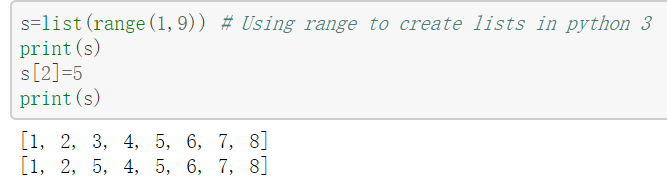 s=list(range(1,9)) # Using range to create lists in python 3
print(s)
s[2]=5
print(s)
[1, 2, 3, 4, 5, 6, 7, 8]
[1, 2, 5, 4, 5, 6, 7, 8]